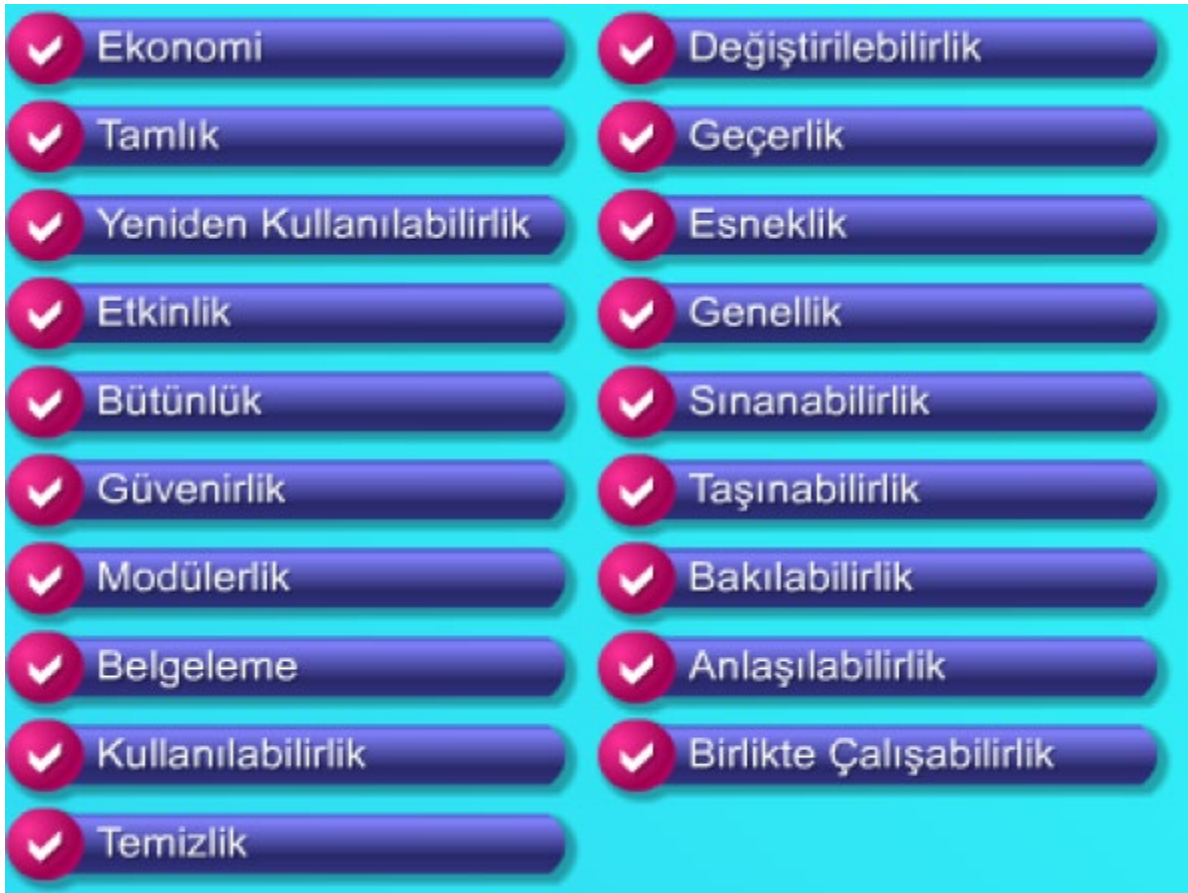 Ekonomi
Tamlık
Yeniden Kullanılabilirlik
Etkinlik
Bütünlük
Güvenirlik
Modülerlik
Belgeleme
Kullanılabilirlik
Temizlik
Değiştirilebilirlik
Geçerlik
Esneklik
Genellik
Sınanabilirlik
Taşınabilirlik
Bakılabilirlik
Anlaşılabilirlik
Birlikte Çalışabilirlik